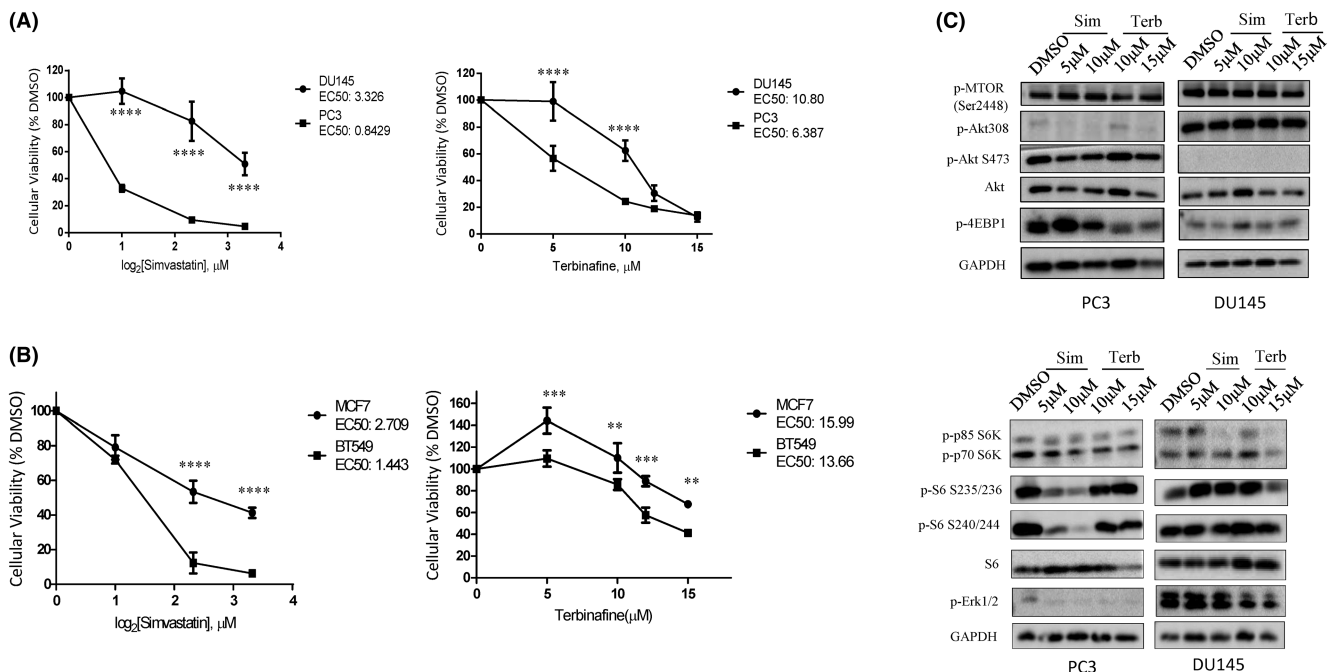 (A)
Cellular Viability (% DMSO)
120
100
80
60
40
20
0
0 1 2 3 4
log2[Simvastatin], μM
****
****
****
DU145
EC50: 3.326
PC3
EC50: 0.8429
Cellular Viability (% DMSO)
120
100
80
60
40
20
0
0 5 10 15
Terbinafine, μM
****
****
DU145
EC50: 10.80
PC3
EC50: 6.387
(B)
Cellular Viability (% DMSO)
100
80
60
40
20
0
0 1 2 3 4
log2[Simvastatin], μM
****
****
MCF7
EC50: 2.709
BT549
EC50: 1.443
Cellular Viability (% DMSO)
160
140
120
100
80
60
40
20
0
0 5 10 15
Terbinafine(μM)
***
**
***
**
MCF7
EC50: 15.99
BT549
EC50: 13.66
(C)
Sim Terb Sim Terb
DMSO 5μM 10μM 10μM 15μM DMSO 5μM 10μM 10μM 15μM
p-MTOR
(Ser2448)
p-Akt308
p-Akt S473
Akt
p-4EBP1
GAPDH
PC3 DU145
Sim Terb Sim Terb
DMSO 5μM 10μM 10μM 15μM DMSO 5μM 10μM 10μM 15μM
p-p85 S6K
p-p70 S6K
p-S6 S235/236
p-S6 S240/244
S6
p-Erk1/2
GAPDH
PC3 DU145